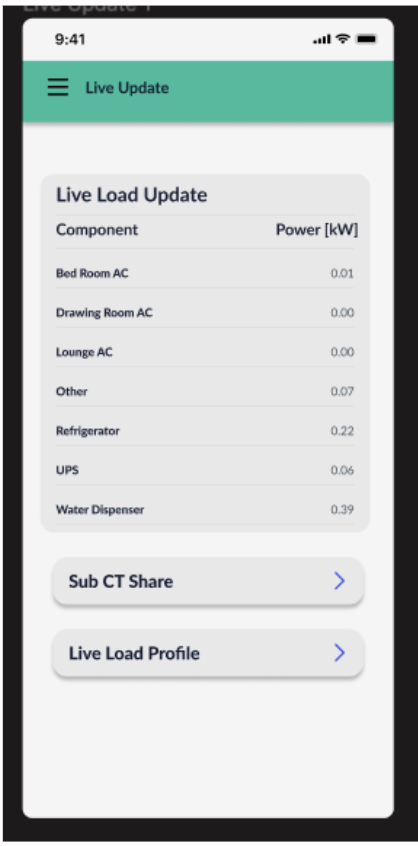 Live Update 1
9:41
Live Update
Live Load Update
Component Power [kW]
Bed Room AC 0.01
Drawing Room AC 0.00
Lounge AC 0.00
Other 0.07
Refrigerator 0.22
UPS 0.06
Water Dispenser 0.39
Sub CT Share
Live Load Profile